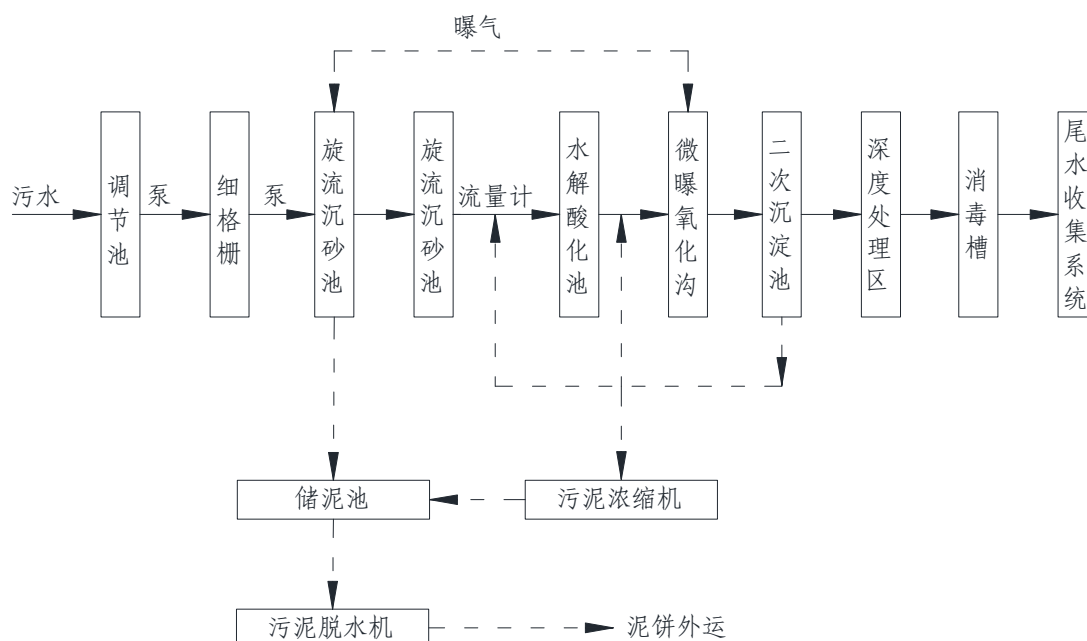 曝气
污水
调节池
泵
细格栅
泵
旋流沉砂池
旋流沉砂池
流量计
水解酸化池
微曝氧化沟
二次沉淀池
深度处理区
消毒槽
尾水收集系统
储泥池
污泥浓缩机
污泥脱水机
泥饼外运